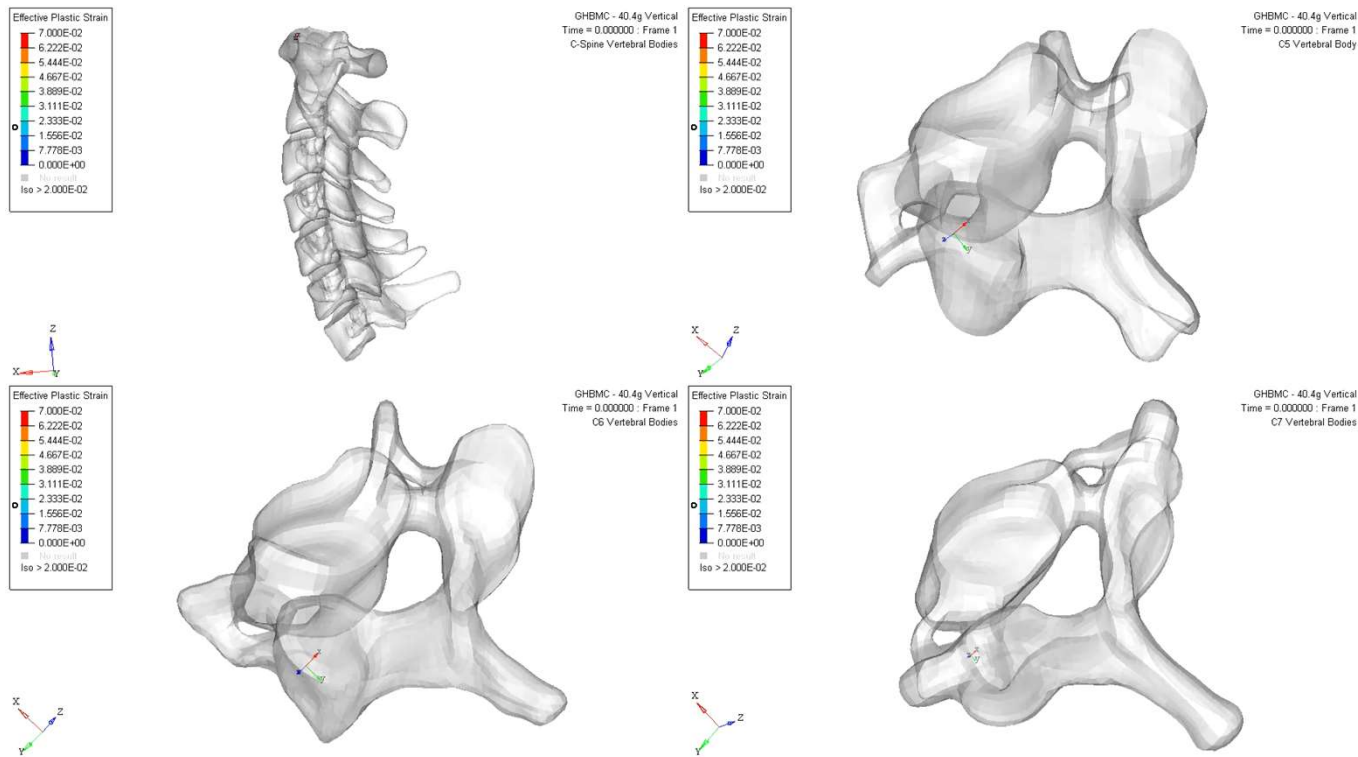 Effective Plastic Strain
7.000E-02
6.222E-02
5.444E-02
4.667E-02
3.889E-02
3.111E-02
2.333E-02
1.556E-02
7.778E-03
0.000E+00
No result
Iso > 2.000E-02
GHBMC - 40.4g Vertical
Time = 0.000000 : Frame 1
C-Spine Vertebral Bodies
Z
X
Y
Effective Plastic Strain
7.000E-02
6.222E-02
5.444E-02
4.667E-02
3.889E-02
3.111E-02
2.333E-02
1.556E-02
7.778E-03
0.000E+00
No result
Iso > 2.000E-02
GHBMC - 40.4g Vertical
Time = 0.000000 : Frame 1
C5 Vertebral Body
y
X
Z
Y
Effective Plastic Strain
7.000E-02
6.222E-02
5.444E-02
4.667E-02
3.889E-02
3.111E-02
2.333E-02
1.556E-02
7.778E-03
0.000E+00
No result
Iso > 2.000E-02
GHBMC - 40.4g Vertical
Time = 0.000000 : Frame 1
C6 Vertebral Bodies
x
y
X
Z
Y
Effective Plastic Strain
7.000E-02
6.222E-02
5.444E-02
4.667E-02
3.889E-02
3.111E-02
2.333E-02
1.556E-02
7.778E-03
0.000E+00
No result
Iso > 2.000E-02
GHBMC - 40.4g Vertical
Time = 0.000000 : Frame 1
C7 Vertebral Bodies
x
y
X
Z
Y